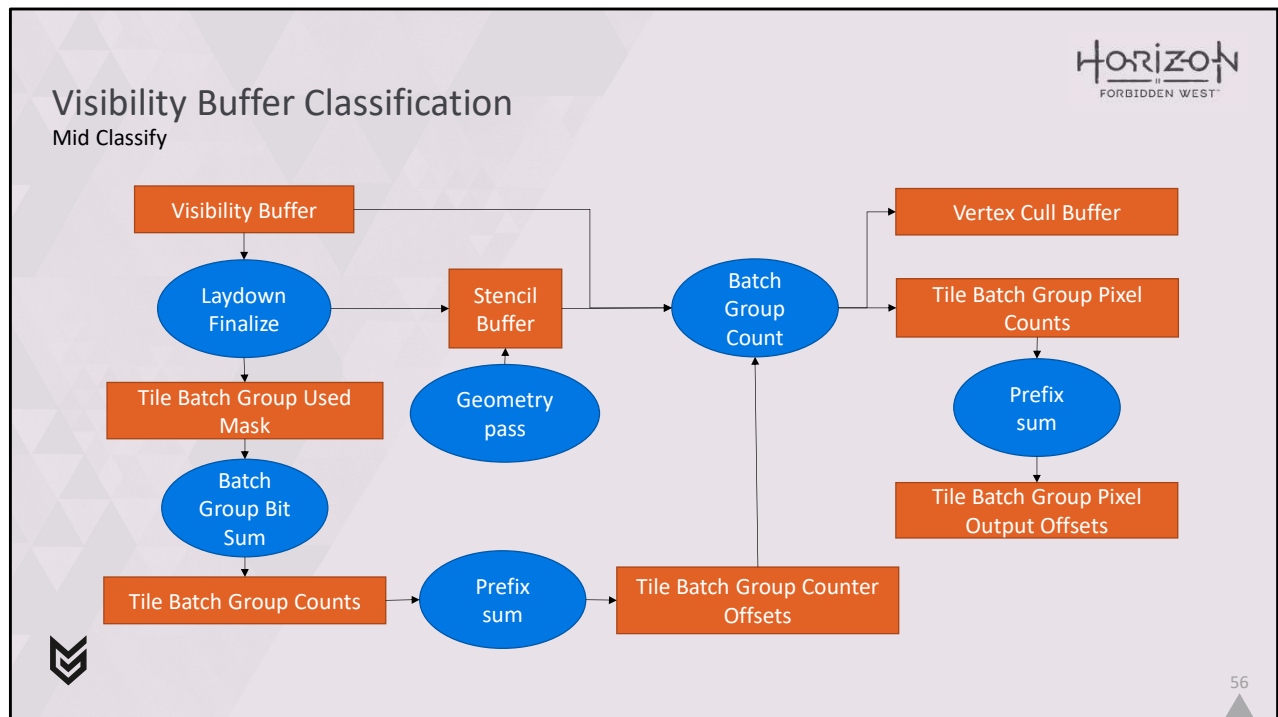 HORIZON
FORBIDDEN WEST™
Visibility Buffer Classification
Mid Classify
Visibility Buffer
Vertex Cull Buffer
Laydown
Finalize
Stencil
Buffer
Batch
Group
Count
Tile Batch Group Pixel
Counts
Tile Batch Group Used
Mask
Geometry
pass
Prefix
sum
Batch
Group Bit
Sum
Tile Batch Group Pixel
Output Offsets
Tile Batch Group Counts
Prefix
sum
Tile Batch Group Counter
Offsets
56